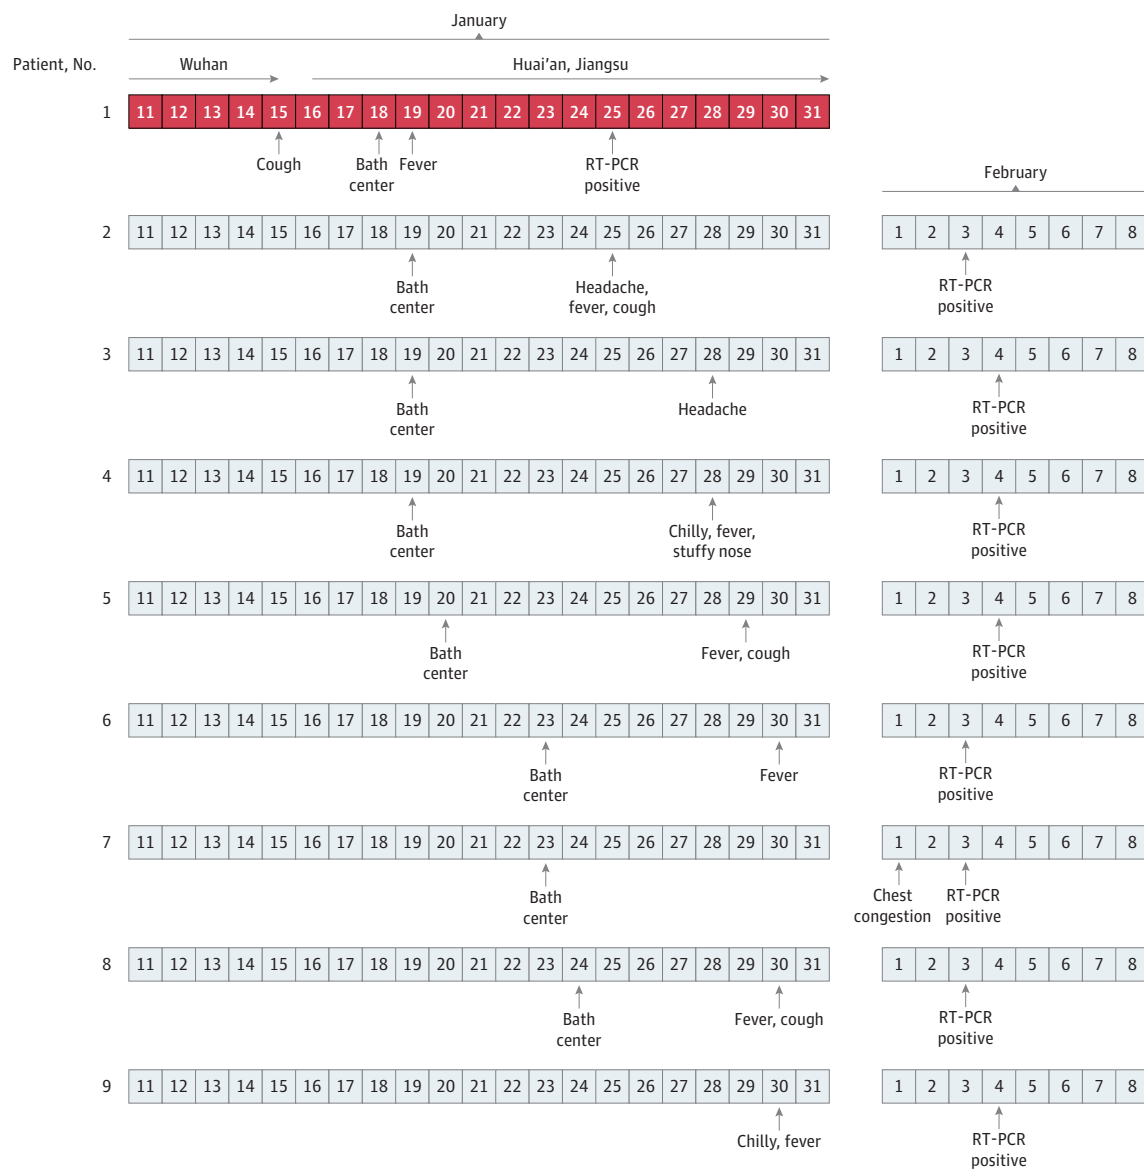 January
Patient, No. Wuhan Huai'an, Jiangsu
1 11 12 13 14 15 16 17 18 19 20 21 22 23 24 25 26 27 28 29 30 31
Cough Bath Fever RT-PCR
center positive
February
2 11 12 13 14 15 16 17 18 19 20 21 22 23 24 25 26 27 28 29 30 31 1 2 3 4 5 6 7 8
Bath Headache, RT-PCR
center fever, cough positive
3 11 12 13 14 15 16 17 18 19 20 21 22 23 24 25 26 27 28 29 30 31 1 2 3 4 5 6 7 8
Bath Headache RT-PCR
center positive
4 11 12 13 14 15 16 17 18 19 20 21 22 23 24 25 26 27 28 29 30 31 1 2 3 4 5 6 7 8
Bath Chilly, fever, RT-PCR
center stuffy nose positive
5 11 12 13 14 15 16 17 18 19 20 21 22 23 24 25 26 27 28 29 30 31 1 2 3 4 5 6 7 8
Bath Fever, cough RT-PCR
center positive
6 11 12 13 14 15 16 17 18 19 20 21 22 23 24 25 26 27 28 29 30 31 1 2 3 4 5 6 7 8
Bath Fever RT-PCR
center positive
7 11 12 13 14 15 16 17 18 19 20 21 22 23 24 25 26 27 28 29 30 31 1 2 3 4 5 6 7 8
Bath Chest RT-PCR
center congestion positive
8 11 12 13 14 15 16 17 18 19 20 21 22 23 24 25 26 27 28 29 30 31 1 2 3 4 5 6 7 8
Bath Fever, cough RT-PCR
center positive
9 11 12 13 14 15 16 17 18 19 20 21 22 23 24 25 26 27 28 29 30 31 1 2 3 4 5 6 7 8
Chilly, fever RT-PCR
positive